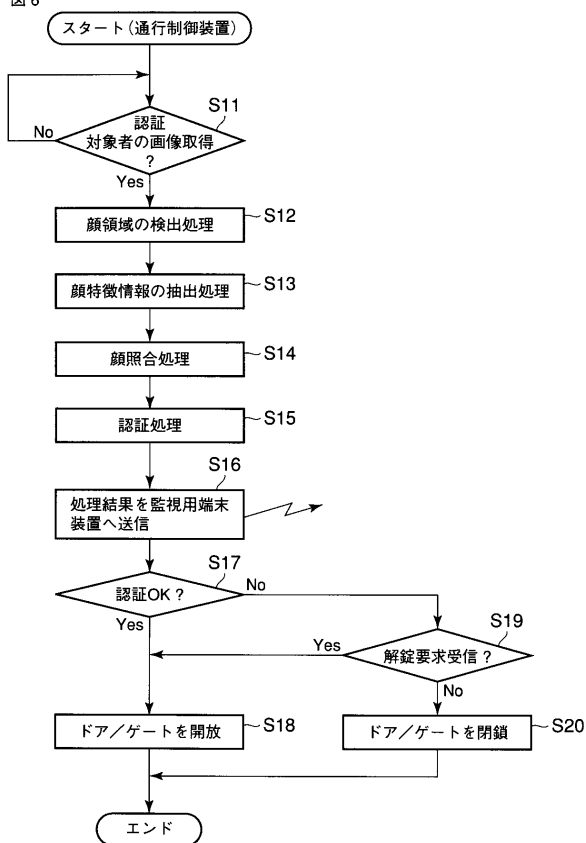 図6
スタート(通行制御装置)
S11
認証
対象者の画像取得
?
No
Yes
顔領域の検出処理
S12
顔特徴情報の抽出処理
S13
顔照合処理
S14
認証処理
S15
S16
処理結果を監視用端末
装置へ送信
S17
認証OK?
No
Yes
S19
解錠要求受信?
Yes
No
ドア/ゲートを開放
S18
ドア/ゲートを閉鎖
S20
エンド